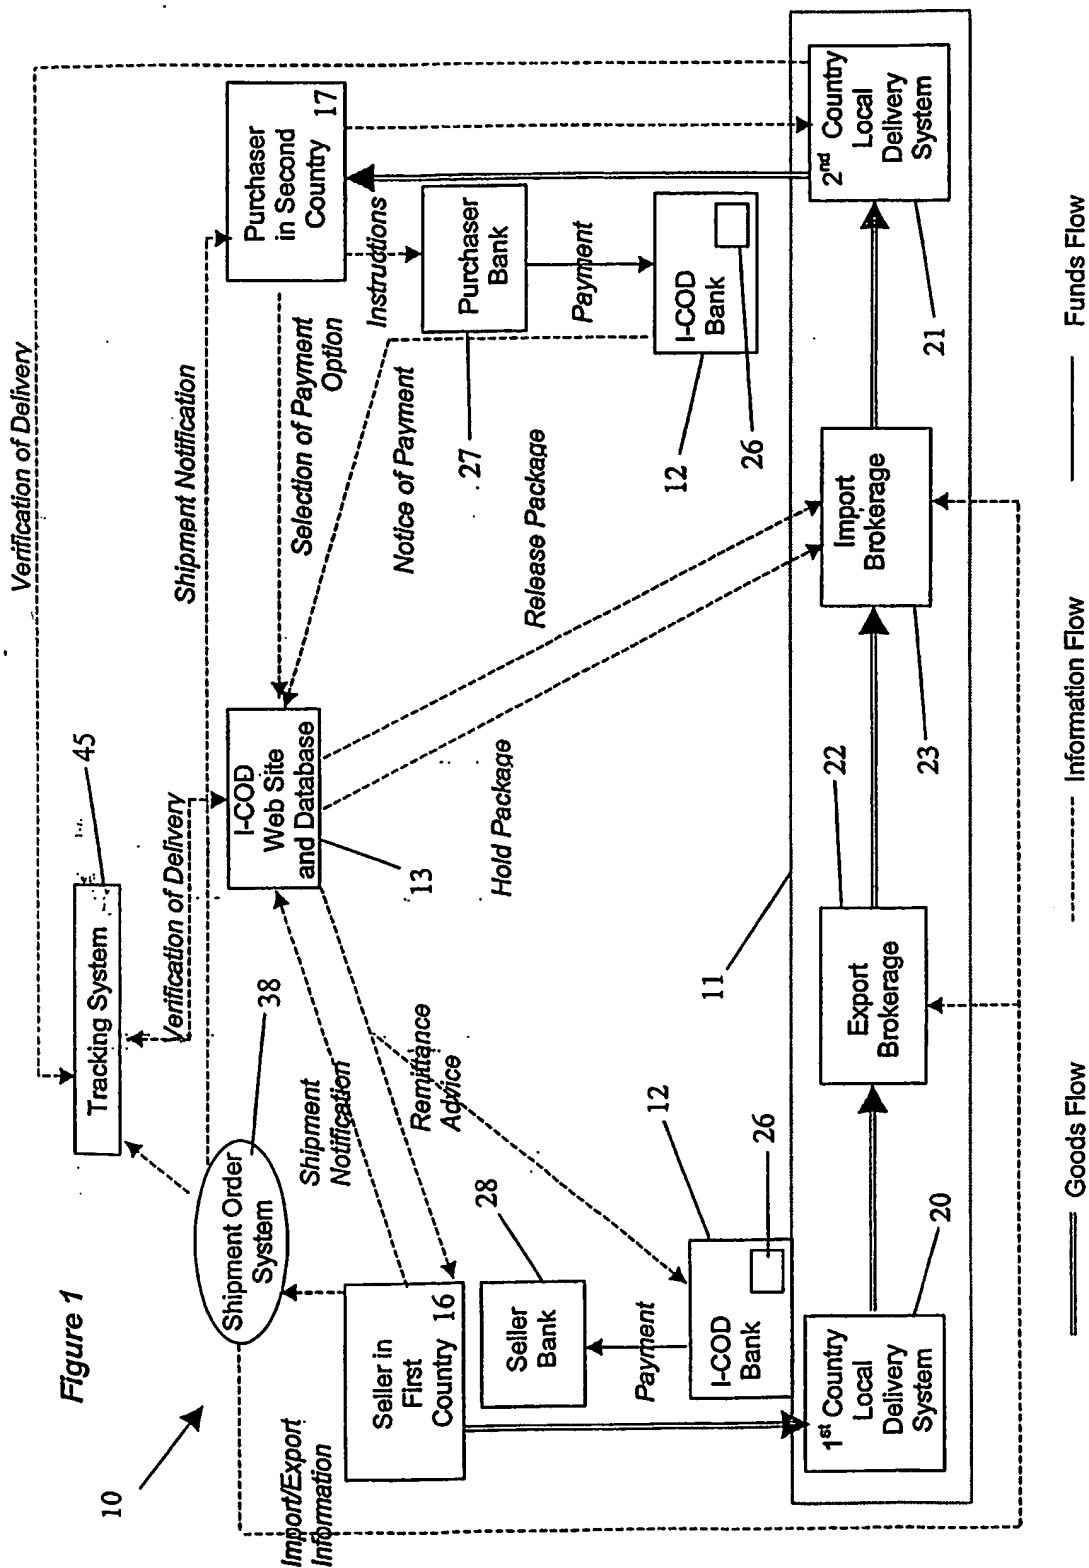 Figure 1
10
Verification of Delivery
Tracking System
45
Shipment Notification
Verification of Delivery
Shipment Order
System
38
Import/Export
Information
I-COD
Web Site
and Database
13
Purchaser
in Second
Country
17
Selection of Payment
Option
Instructions
Shipment
Notification
Remittance
Advice
Notice of Payment
Purchaser
Bank
27
Seller in
First
Country
16
Seller
Bank
28
Hold Package
Release Package
Payment
Payment
I-COD
Bank
12
26
I-COD
Bank
12
26
11
1st Country
Local
Delivery
System
20
Export
Brokerage
22
Import
Brokerage
23
2nd Country
Local
Delivery
System
21
Goods Flow
Information Flow
Funds Flow